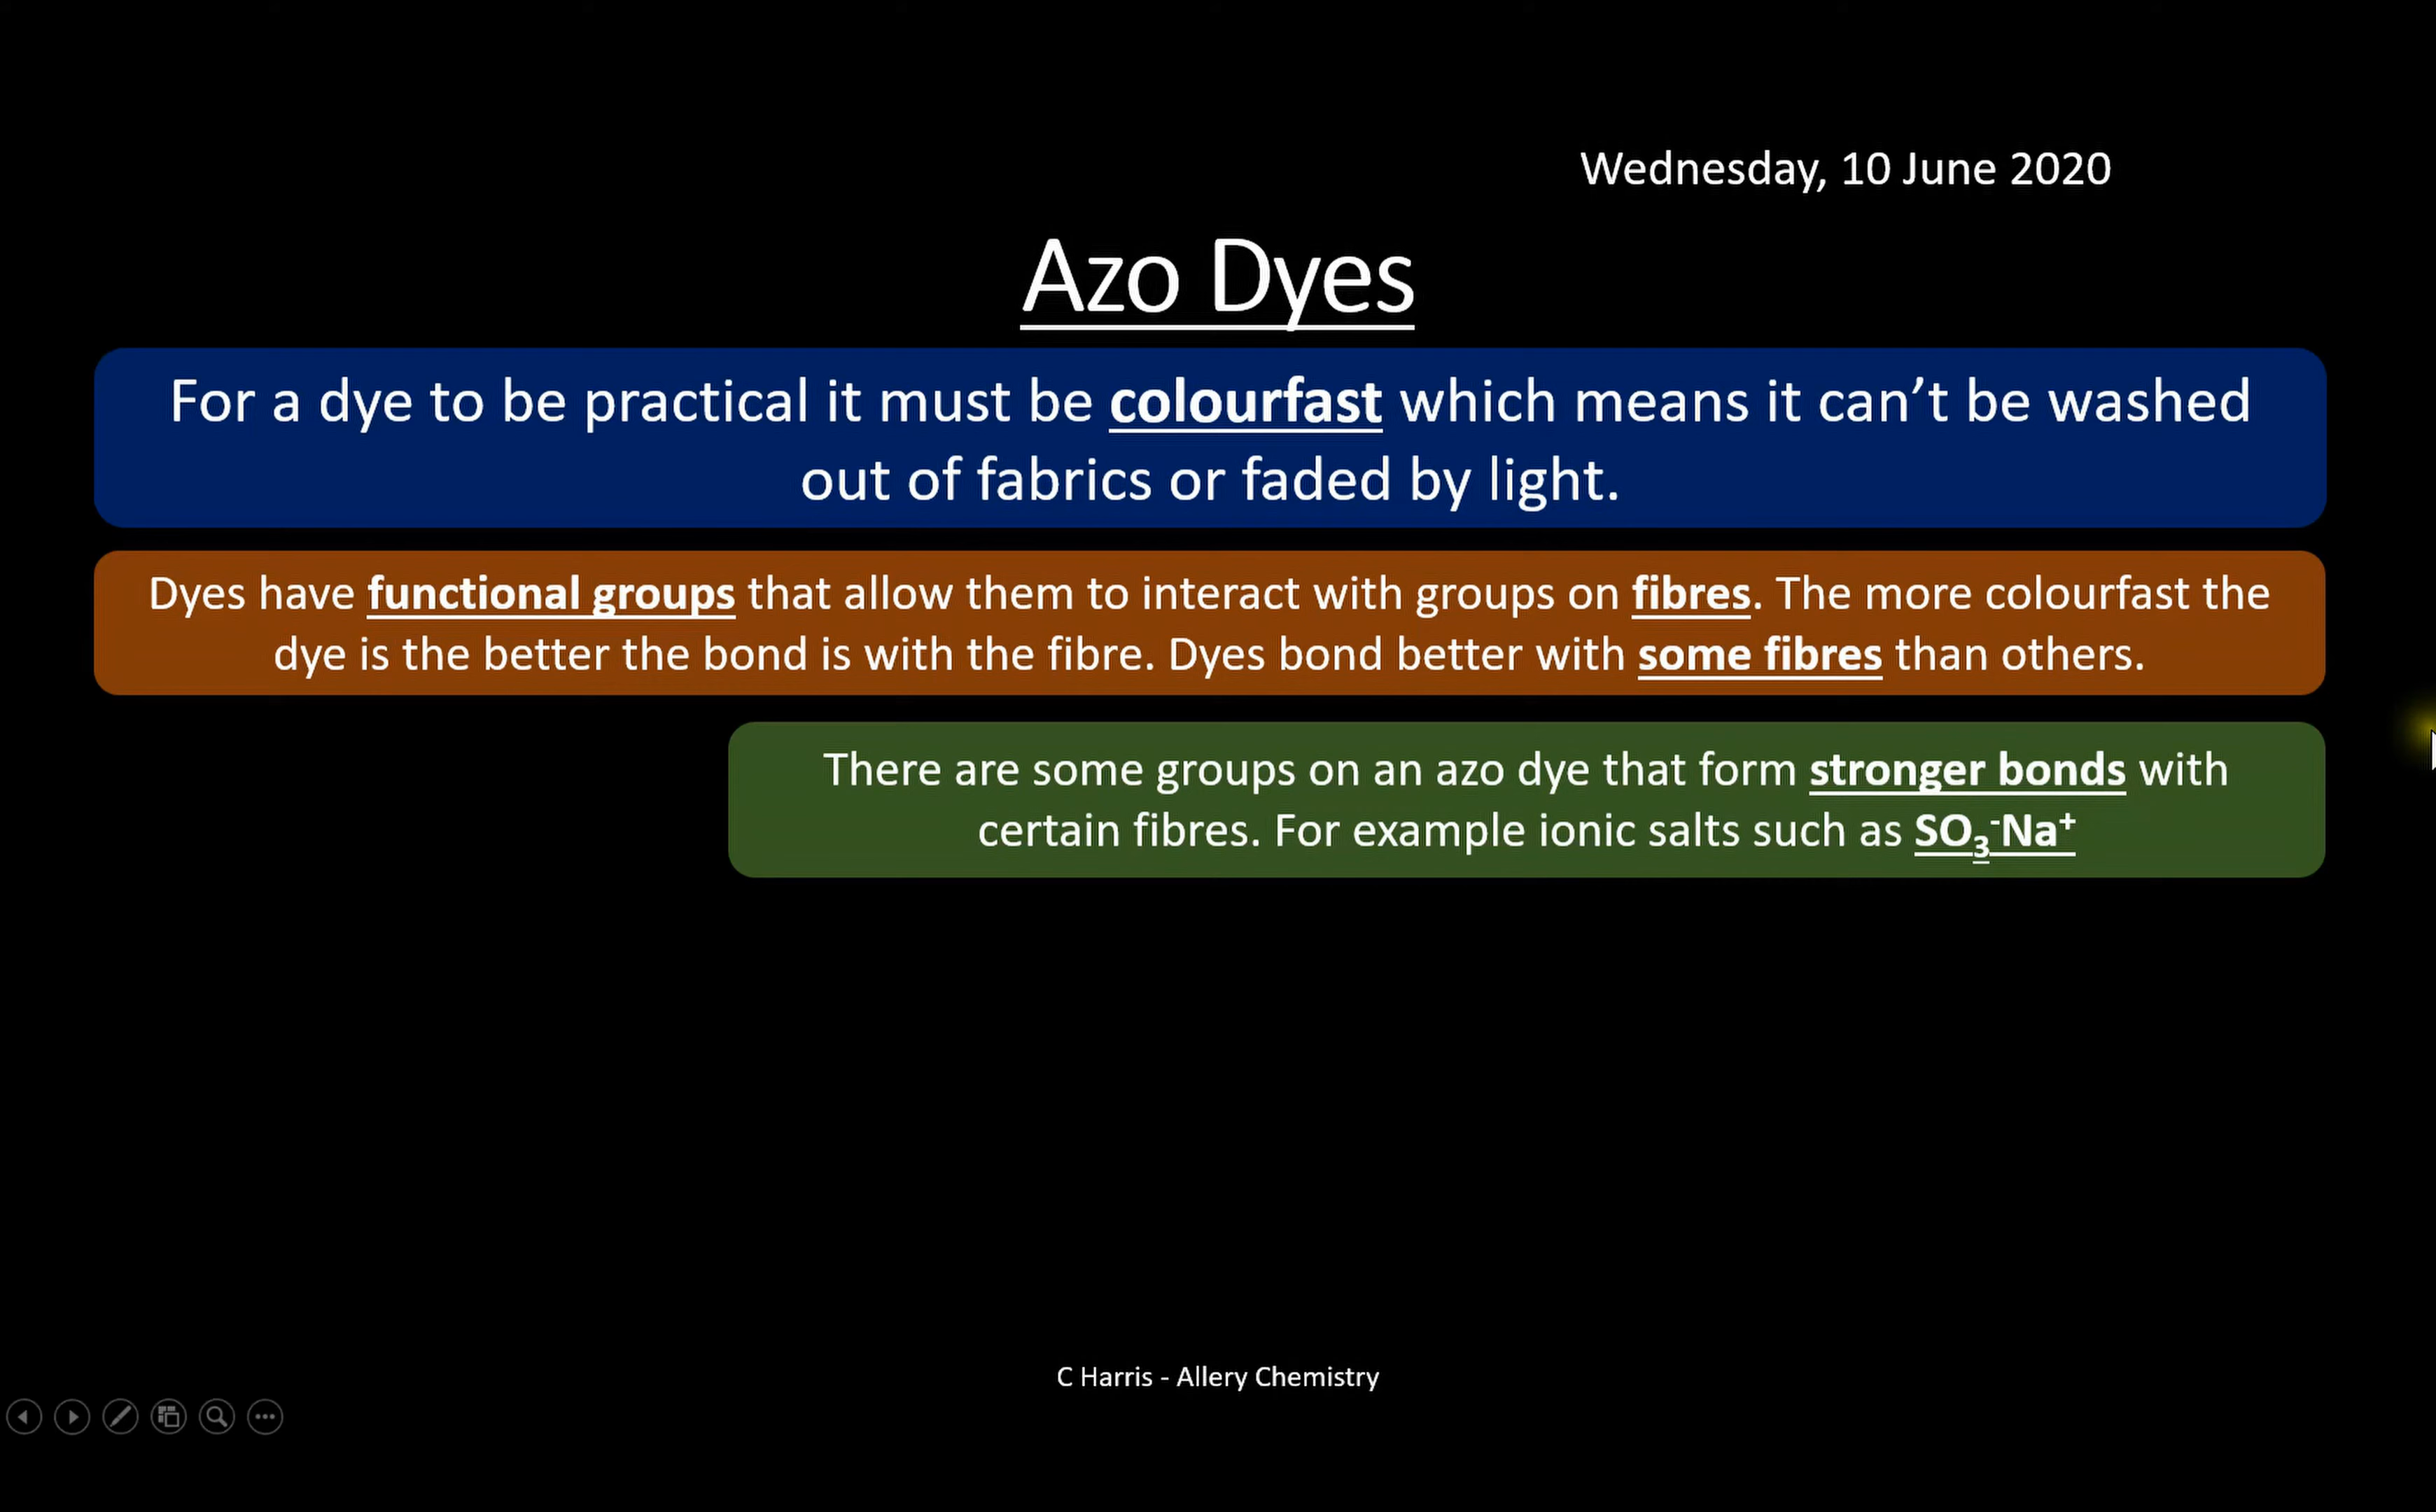 Wednesday, 10 June 2020
Azo Dyes
For a dye to be practical it must be colourfast which means it can’t be washed
out of fabrics or faded by light.
Dyes have functional groups that allow them to interact with groups on fibres. The more colourfast the
dye is the better the bond is with the fibre. Dyes bond better with some fibres than others.
There are some groups on an azo dye that form stronger bonds with
certain fibres. For example ionic salts such as SO₃⁻Na⁺
C Harris - Allery Chemistry